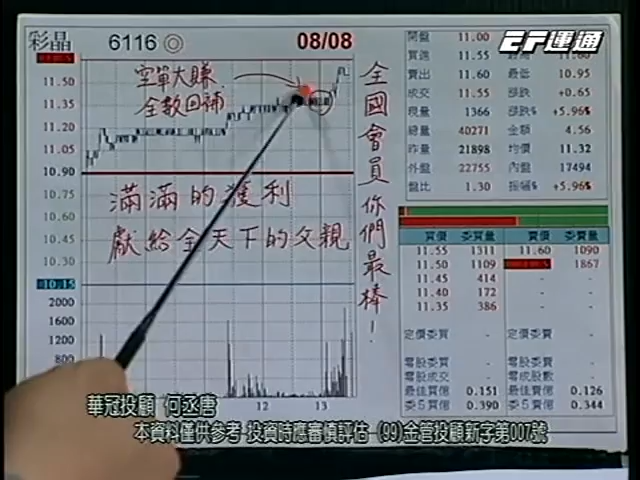 彩晶 6116 ◎ 08/08
EF運通
11.50
11.35
11.20
11.05
10.90
10.75
10.60
10.45
10.30
10.15
2000
1600
1200
800
12 13
空單大賺
全數回補
滿滿的獲利
獻給全天下的父親
全國會員你們最棒!
開盤 11.00
買進 11.55
賣出 11.60 最低 10.95
成交 11.55 漲跌 +0.65
現量 1366 漲跌% +5.96%
總量 40271 金額 4.56
昨量 21898 均價 11.32
外盤 22755 內盤 17494
盤比 1.30 振幅% +5.96%
買價 委買量 賣價 委賣量
11.55 1311 11.60 1090
11.50 1109 1867
11.45 414 - -
11.40 172 - -
11.35 386 - -
定價委買 - 定價委賣 -
零股委買 - 零股委賣 -
零股成交 - 零股成數 -
最佳買價 0.151 最佳賣價 0.126
委5買價 0.390 委5賣價 0.344
華冠投顧 何丞唐
本資料僅供參考 投資時應審慎評估 (99)金管投顧新字第007號